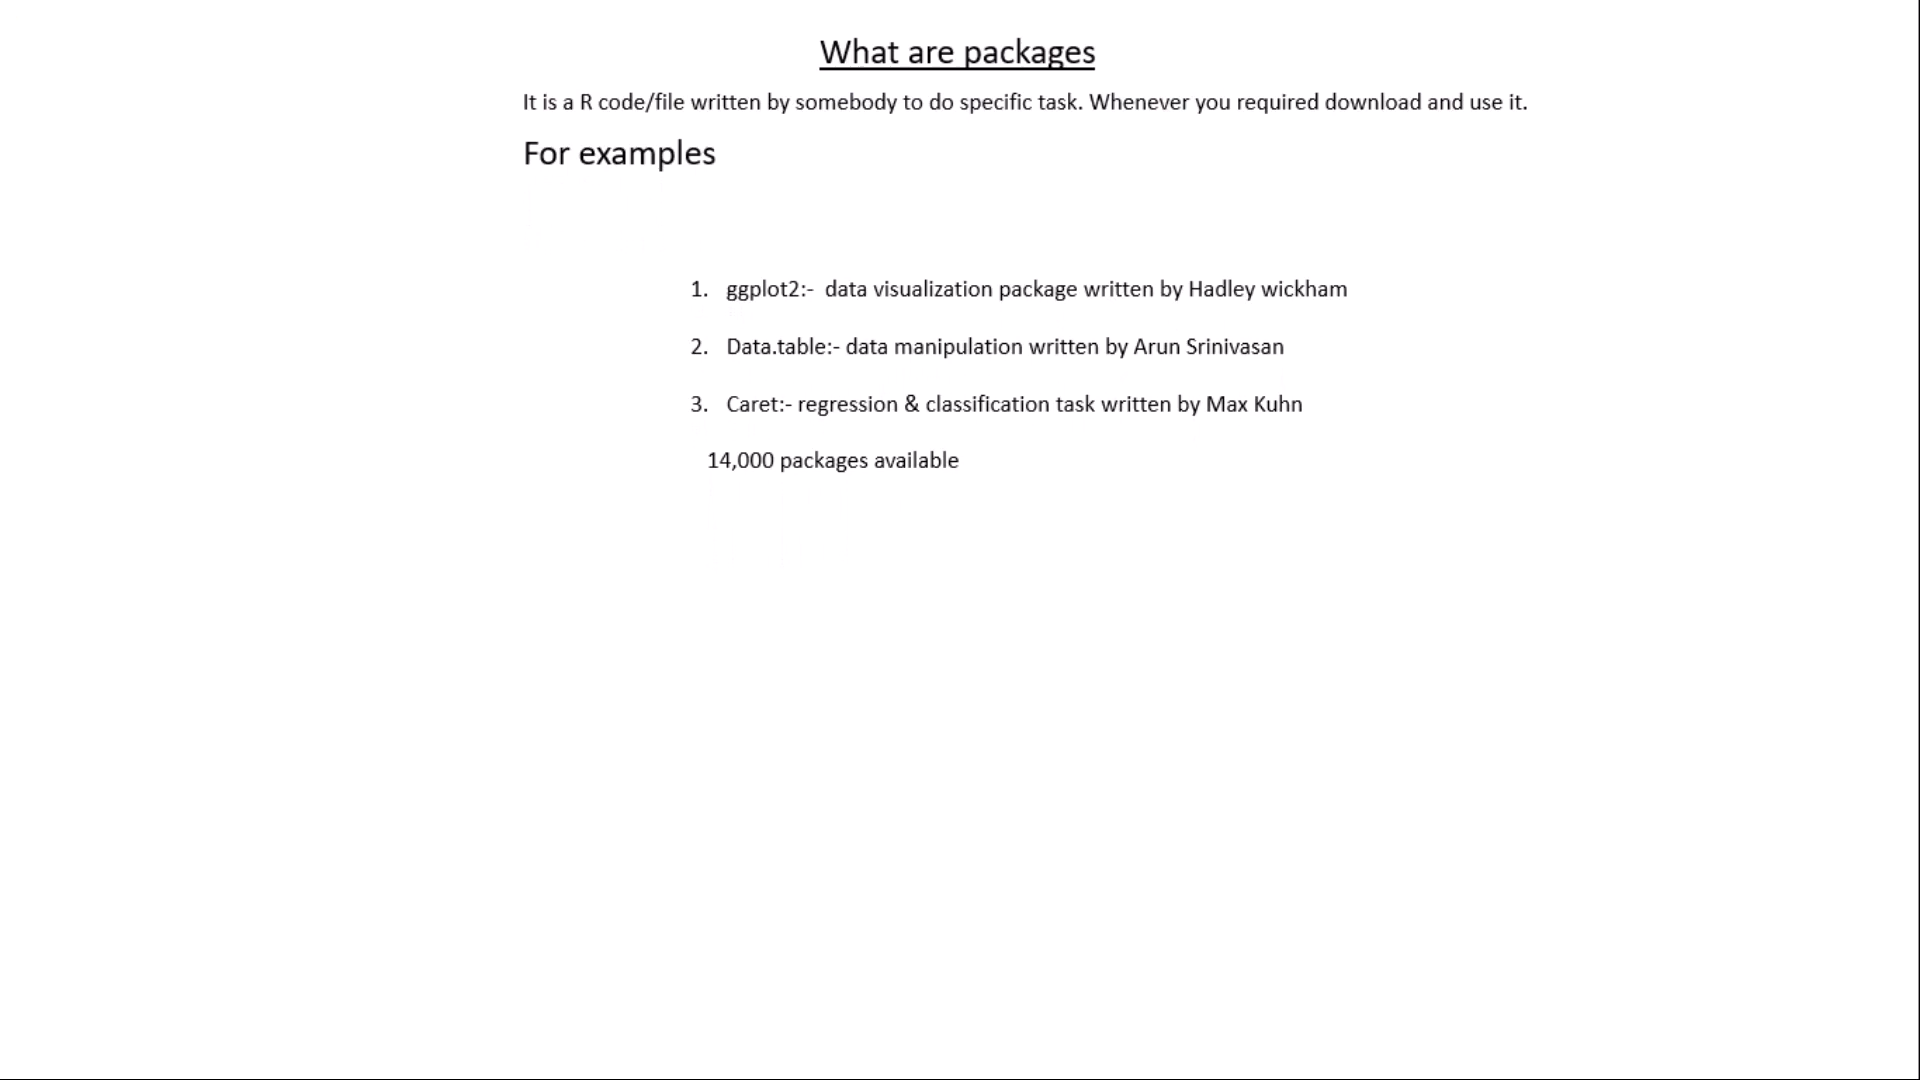 What are packages
It is a R code/file written by somebody to do specific task. Whenever you required download and use it.
For examples
1. ggplot2:- data visualization package written by Hadley wickham
2. Data.table:- data manipulation written by Arun Srinivasan
3. Caret:- regression & classification task written by Max Kuhn
14,000 packages available